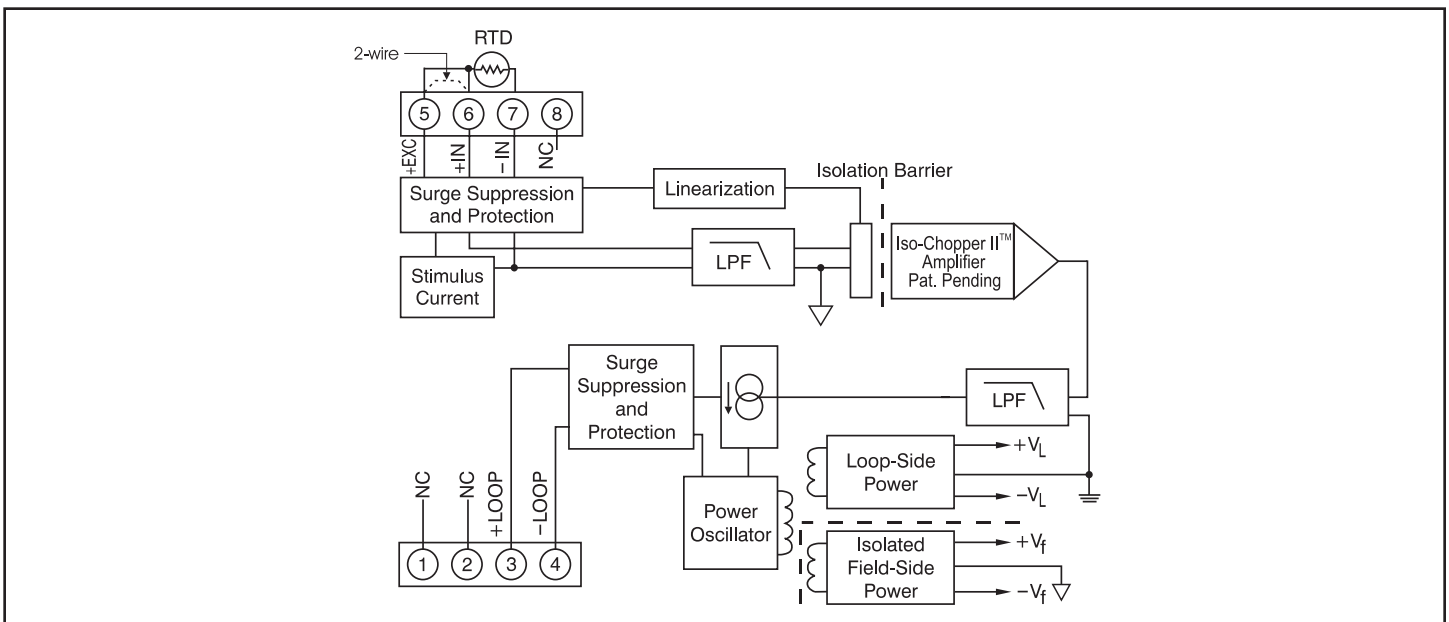 RTD
2-wire
5
6
7
8
+EXC
+IN
–IN
NC
Surge Suppression
and Protection
Linearization
Isolation Barrier
LPF
Iso-Chopper II™
Amplifier
Pat. Pending
Stimulus
Current
Surge
Suppression
and
Protection
LPF
Loop-Side
Power
+VL
–VL
NC
NC
+LOOP
–LOOP
Power
Oscillator
Isolated
Field-Side
Power
+Vf
–Vf
1
2
3
4